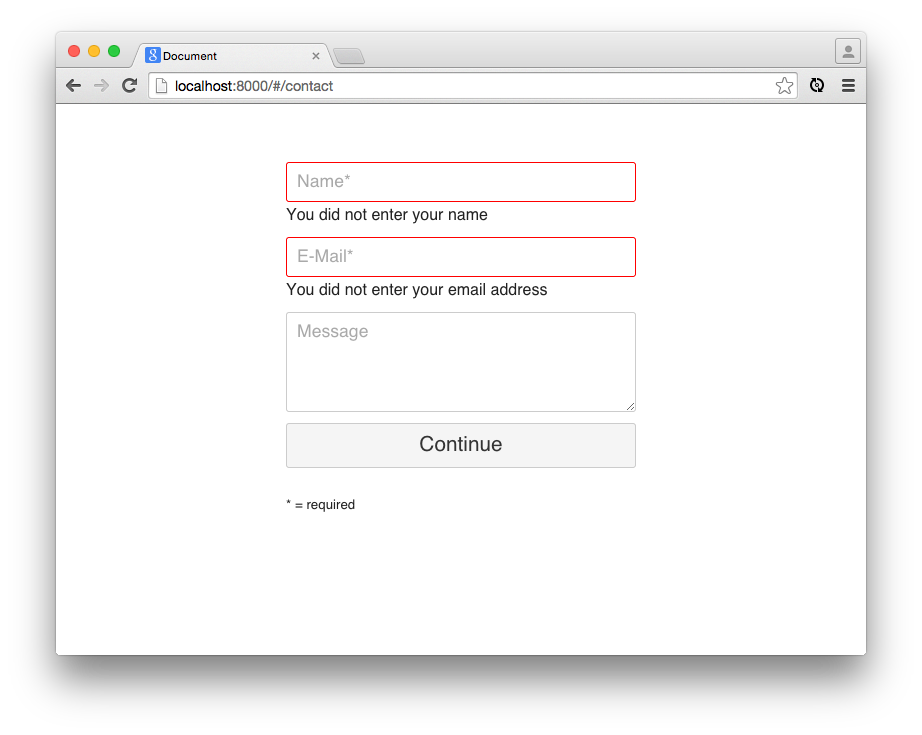 Document
localhost:8000/#/contact
Name*
You did not enter your name
E-Mail*
You did not enter your email address
Message
Continue
* = required